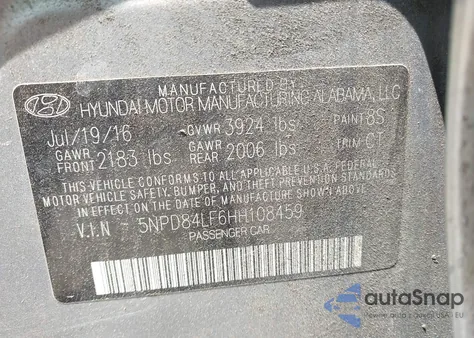 MANUFACTURED BY
HYUNDAI MOTOR MANUFACTURING ALABAMA, LLC
Jul/19/16 GVWR 3924 lbs PAINT 8S
GAWR FRONT 2183 lbs GAWR REAR 2006 lbs TRIM CT
THIS VEHICLE CONFORMS TO ALL APPLICABLE FEDERAL
MOTOR VEHICLE SAFETY, BUMPER, AND THEFT PREVENTION STANDARDS
IN EFFECT ON THE DATE OF MANUFACTURE SHOWN ABOVE.
V.I.N - 5NPD84LF6HH108459
PASSENGER CAR
autoSnap